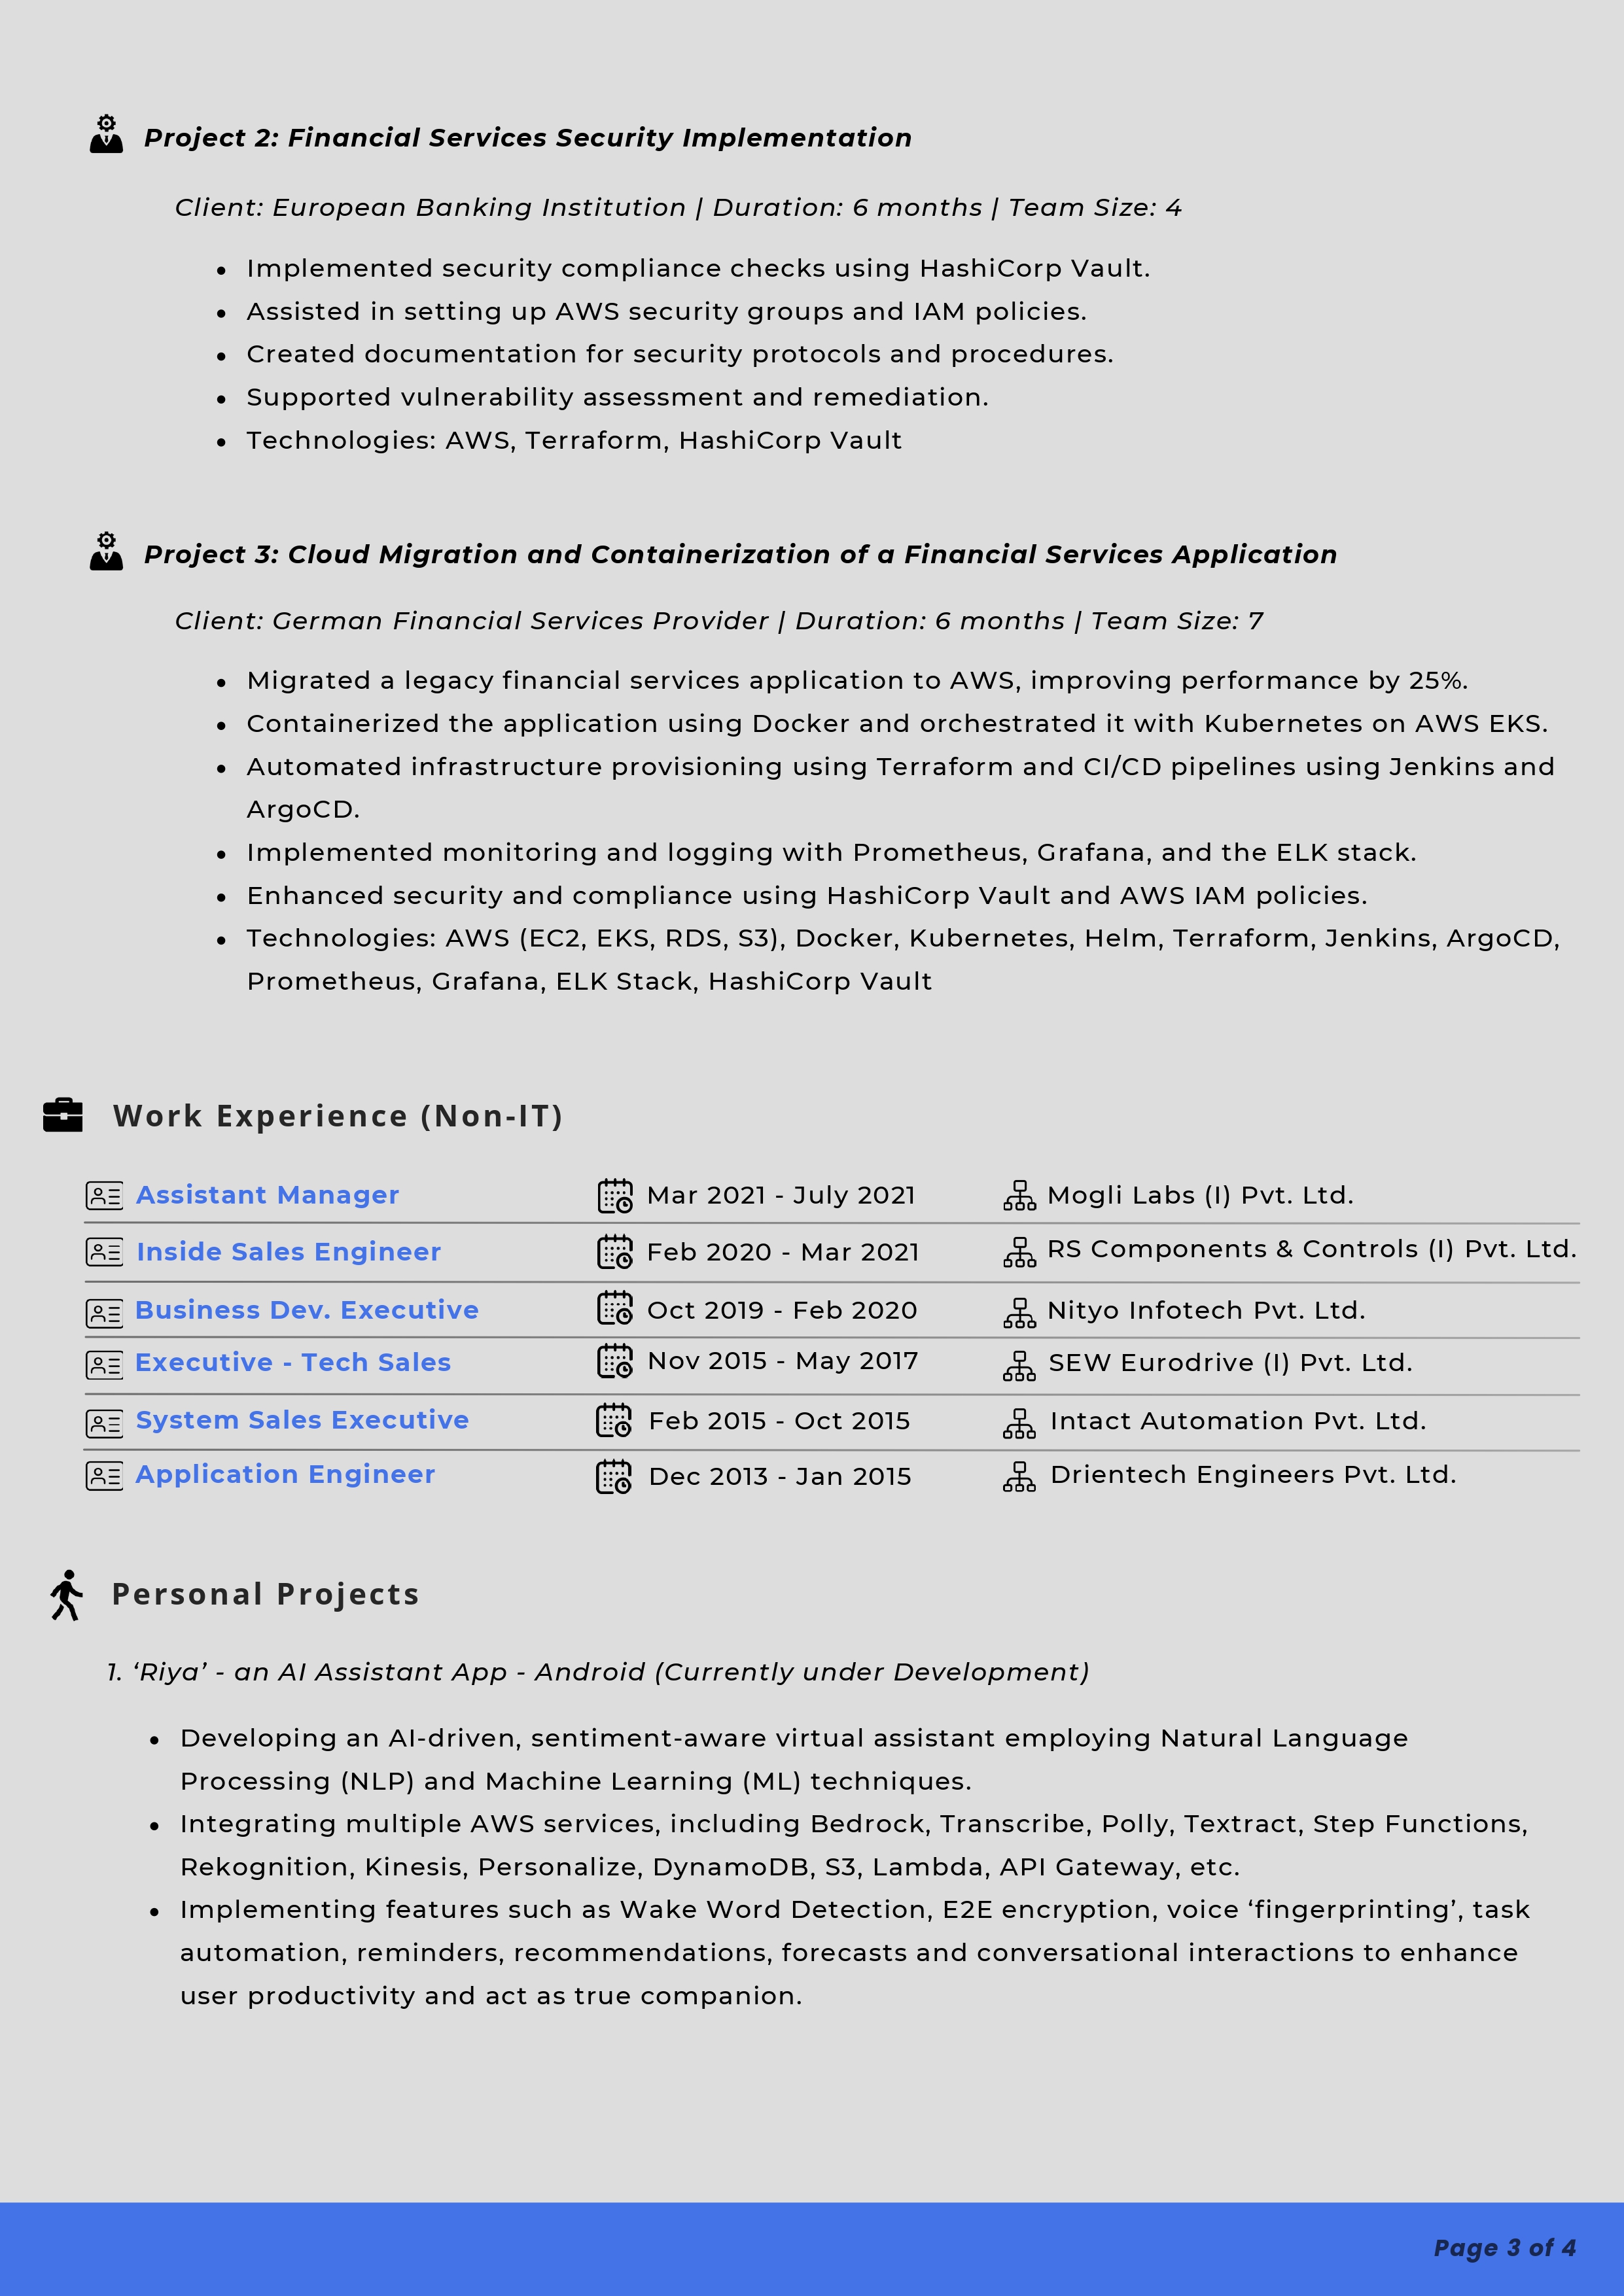 Project 2: Financial Services Security Implementation
Client: European Banking Institution | Duration: 6 months | Team Size: 4
• Implemented security compliance checks using HashiCorp Vault.
• Assisted in setting up AWS security groups and IAM policies.
• Created documentation for security protocols and procedures.
• Supported vulnerability assessment and remediation.
• Technologies: AWS, Terraform, HashiCorp Vault
Project 3: Cloud Migration and Containerization of a Financial Services Application
Client: German Financial Services Provider | Duration: 6 months | Team Size: 7
• Migrated a legacy financial services application to AWS, improving performance by 25%.
• Containerized the application using Docker and orchestrated it with Kubernetes on AWS EKS.
• Automated infrastructure provisioning using Terraform and CI/CD pipelines using Jenkins and
ArgoCD.
• Implemented monitoring and logging with Prometheus, Grafana, and the ELK stack.
• Enhanced security and compliance using HashiCorp Vault and AWS IAM policies.
• Technologies: AWS (EC2, EKS, RDS, S3), Docker, Kubernetes, Helm, Terraform, Jenkins, ArgoCD,
Prometheus, Grafana, ELK Stack, HashiCorp Vault
Work Experience (Non-IT)
Assistant Manager Mar 2021 - July 2021 Mogli Labs (I) Pvt. Ltd.
Inside Sales Engineer Feb 2020 - Mar 2021 RS Components & Controls (I) Pvt. Ltd.
Business Dev. Executive Oct 2019 - Feb 2020 Nityo Infotech Pvt. Ltd.
Executive - Tech Sales Nov 2015 - May 2017 SEW Eurodrive (I) Pvt. Ltd.
System Sales Executive Feb 2015 - Oct 2015 Intact Automation Pvt. Ltd.
Application Engineer Dec 2013 - Jan 2015 Drientech Engineers Pvt. Ltd.
Personal Projects
1. ‘Riya’ - an AI Assistant App - Android (Currently under Development)
• Developing an AI-driven, sentiment-aware virtual assistant employing Natural Language
Processing (NLP) and Machine Learning (ML) techniques.
• Integrating multiple AWS services, including Bedrock, Transcribe, Polly, Textract, Step Functions,
Rekognition, Kinesis, Personalize, DynamoDB, S3, Lambda, API Gateway, etc.
• Implementing features such as Wake Word Detection, E2E encryption, voice ‘fingerprinting’, task
automation, reminders, recommendations, forecasts and conversational interactions to enhance
user productivity and act as true companion.
Page 3 of 4